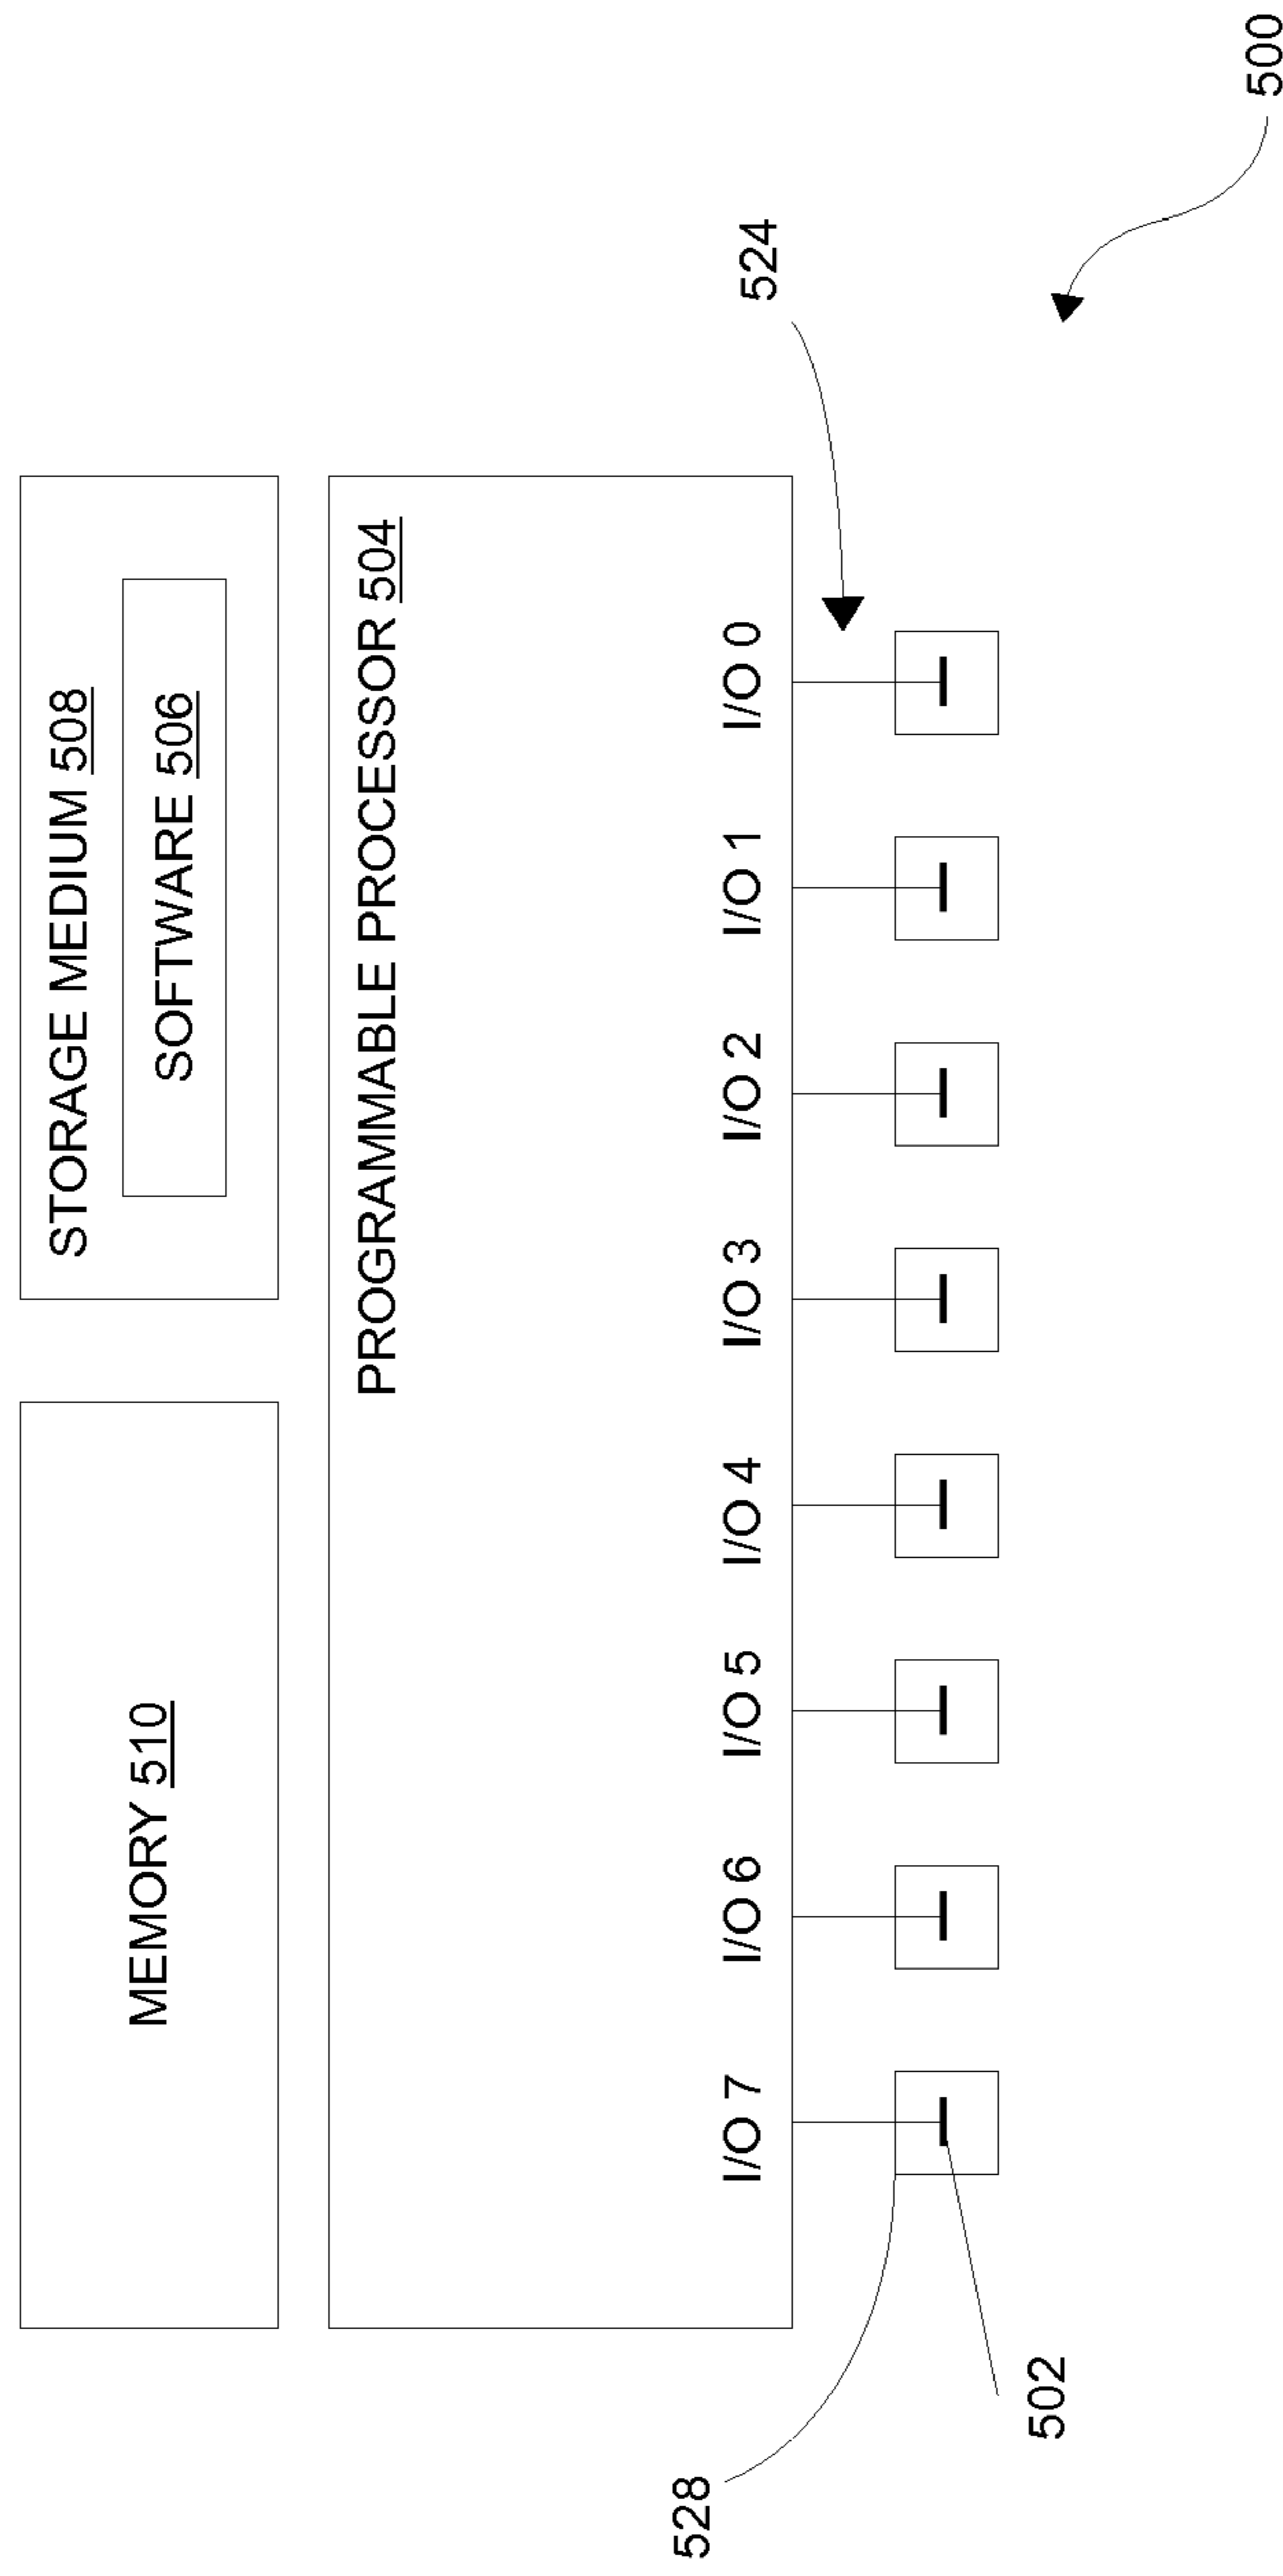 MEMORY 510
STORAGE MEDIUM 508
SOFTWARE 506
PROGRAMMABLE PROCESSOR 504
I/O 7
I/O 6
I/O 5
I/O 4
I/O 3
I/O 2
I/O 1
I/O 0
528
524
502
500